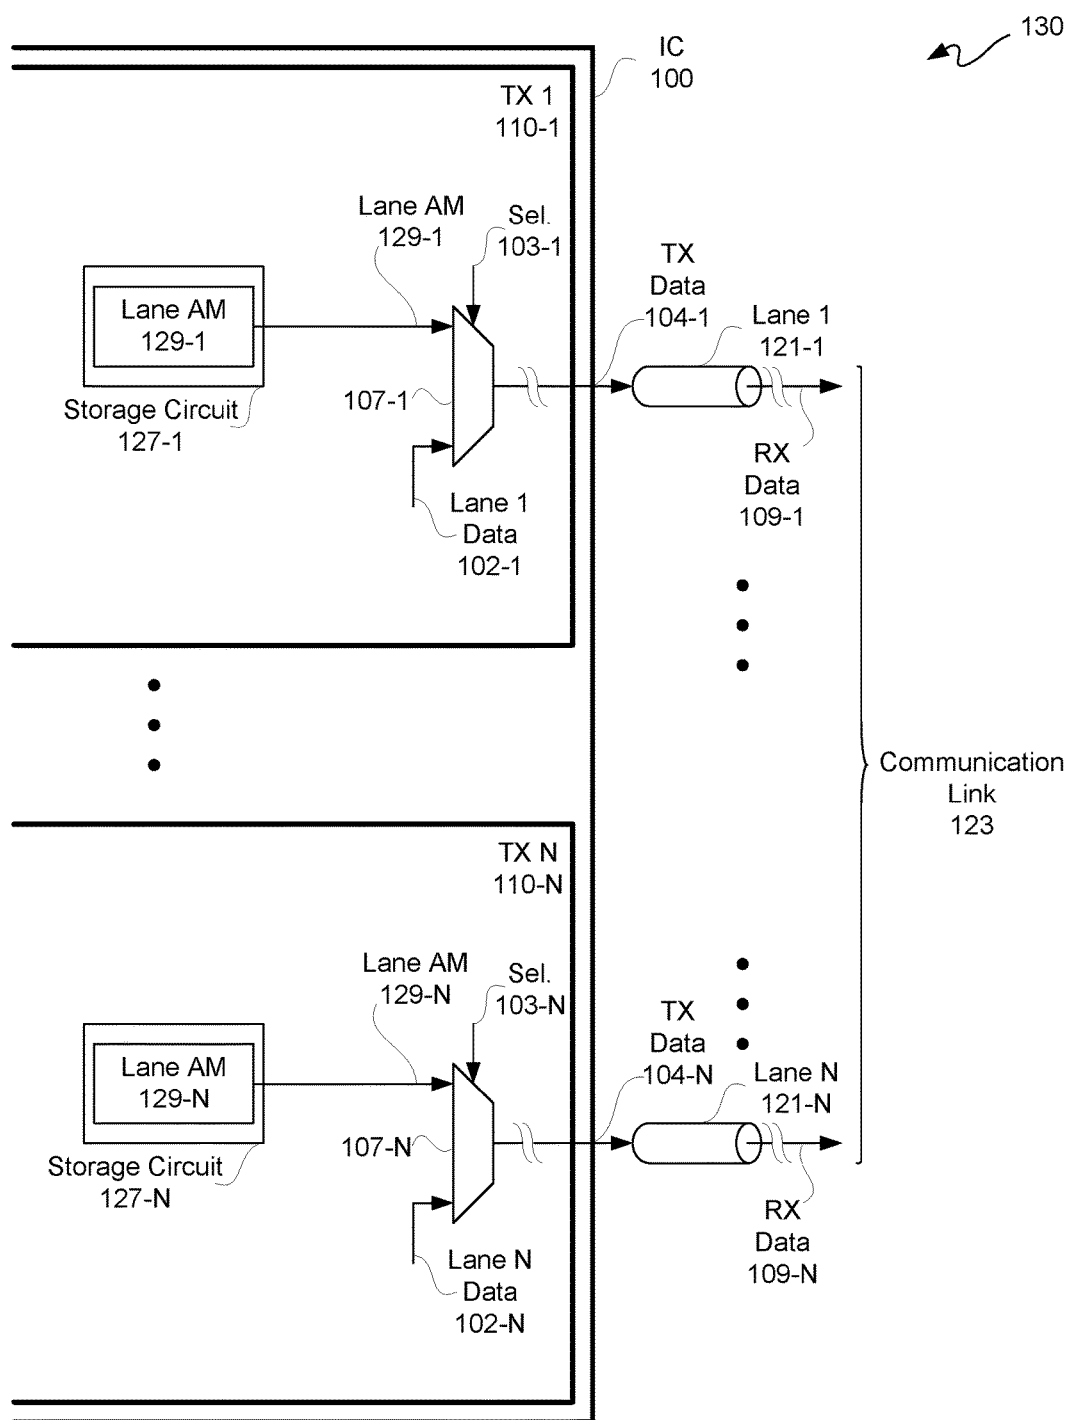 130
IC
100
TX 1
110-1
Lane AM
129-1
Sel.
103-1
TX
Data
104-1
Lane 1
121-1
Lane AM
129-1
Storage Circuit
127-1
107-1
Lane 1
Data
102-1
RX
Data
109-1
Communication
Link
123
TX N
110-N
Lane AM
129-N
Sel.
103-N
TX
Data
104-N
Lane N
121-N
Lane AM
129-N
Storage Circuit
127-N
107-N
Lane N
Data
102-N
RX
Data
109-N